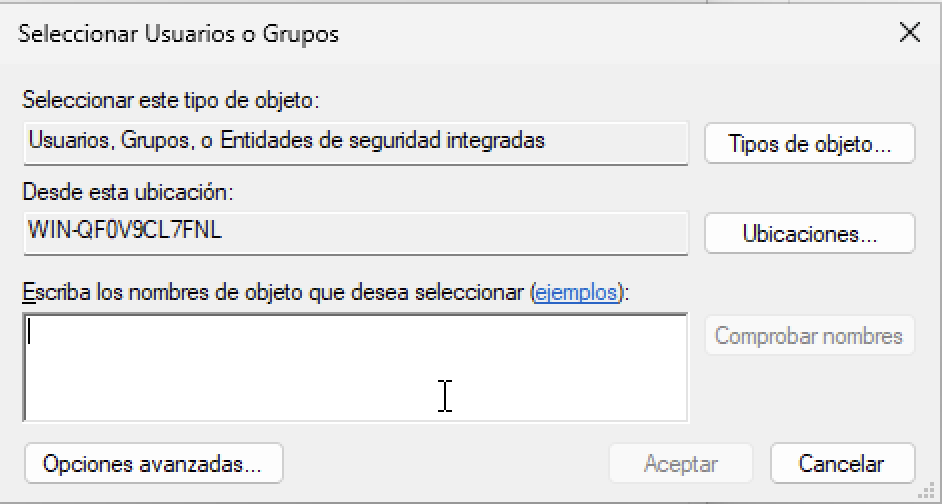 Seleccionar Usuarios o Grupos
Seleccionar este tipo de objeto:
Usuarios, Grupos, o Entidades de seguridad integradas
Tipos de objeto...
Desde esta ubicación:
WIN-QF0V9CL7FNL
Ubicaciones...
Escriba los nombres de objeto que desea seleccionar (ejemplos):
Comprobar nombres
Opciones avanzadas...
Aceptar
Cancelar